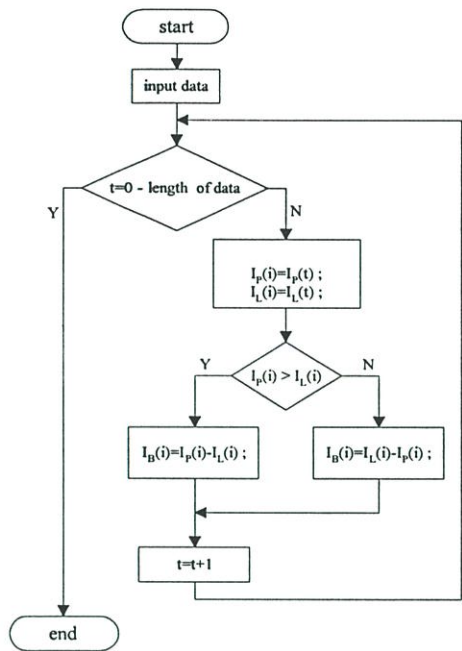 start
input data
t=0 - length of data
Y
N
I_P(i)=I_P(t) ;
I_L(i)=I_L(t) ;
I_P(i) > I_L(i)
Y
N
I_B(i)=I_P(i)-I_L(i) ;
I_B(i)=I_L(i)-I_P(i) ;
t=t+1
end